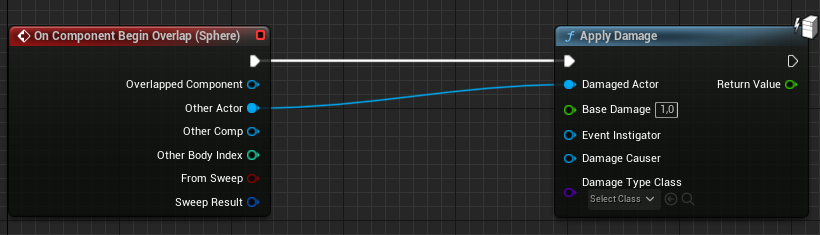 On Component Begin Overlap (Sphere)
Overlapped Component
Other Actor
Other Comp
Other Body Index
From Sweep
Sweep Result
f Apply Damage
Damaged Actor
Return Value
Base Damage 1,0
Event Instigator
Damage Causer
Damage Type Class
Select Class